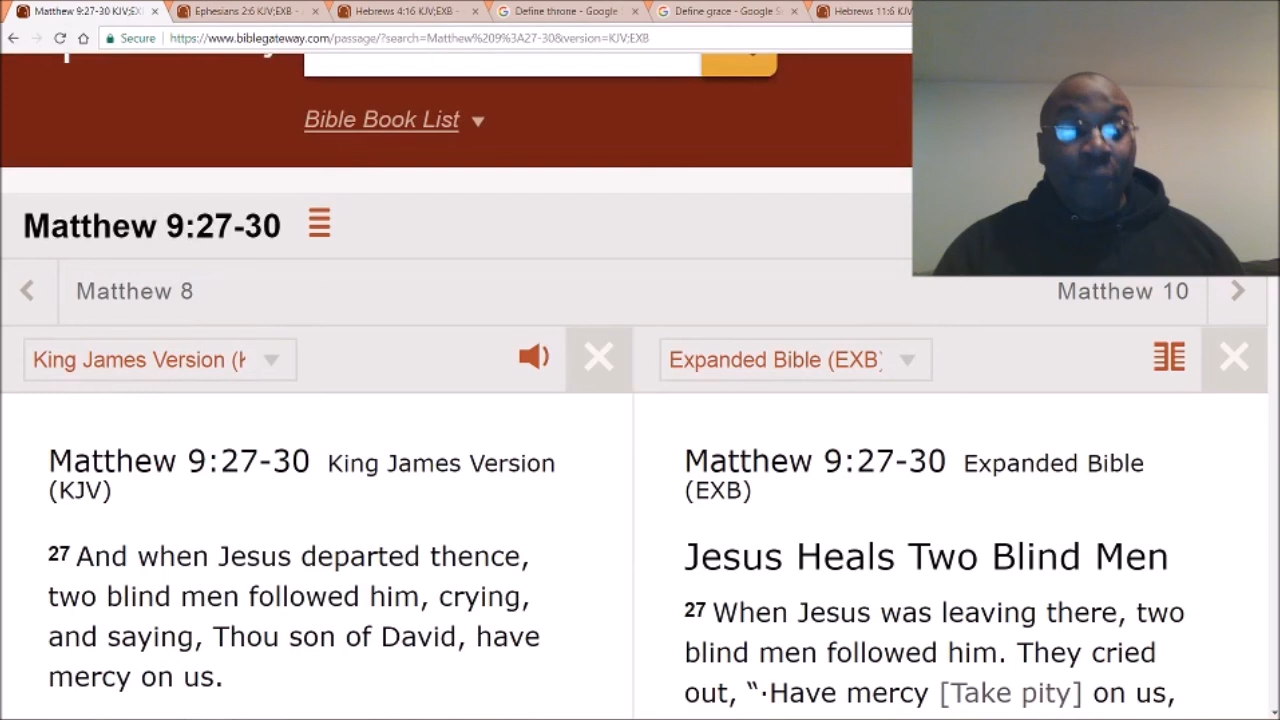 Matthew 9:27-30 KJV;EX
Ephesians 2:6 KJV;EXB -
Hebrews 4:16 KJV;EXB -
Define throne - Google
Define grace - Google S
Hebrews 11:6 KJV
Secure
https://www.biblegateway.com/passage/?search=Matthew%209%3A27-30&version=KJV;EXB
Bible Book List
Matthew 9:27-30
Matthew 8
Matthew 10
King James Version (K
Expanded Bible (EXB)
Matthew 9:27-30 King James Version
(KJV)
27 And when Jesus departed thence,
two blind men followed him, crying,
and saying, Thou son of David, have
mercy on us.
Matthew 9:27-30 Expanded Bible
(EXB)
Jesus Heals Two Blind Men
27 When Jesus was leaving there, two
blind men followed him. They cried
out, “·Have mercy [Take pity] on us,